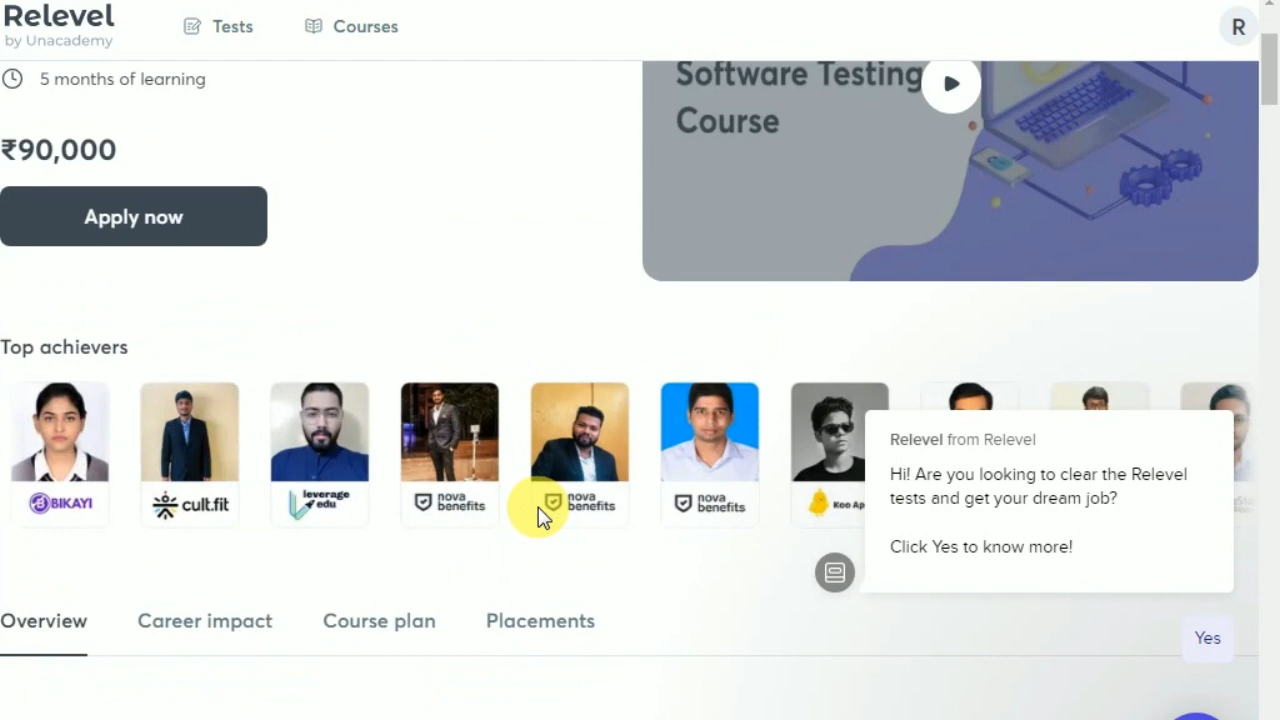 Relevel
by Unacademy
Tests
Courses
R
5 months of learning
₹90,000
Apply now
Software Testing
Course
Top achievers
BIKAYI
cult.fit
leverage
edu
nova
benefits
nova
benefits
nova
benefits
Koo Ap
Relevel from Relevel
Hi! Are you looking to clear the Relevel
tests and get your dream job?
Click Yes to know more!
Overview
Career impact
Course plan
Placements
Yes